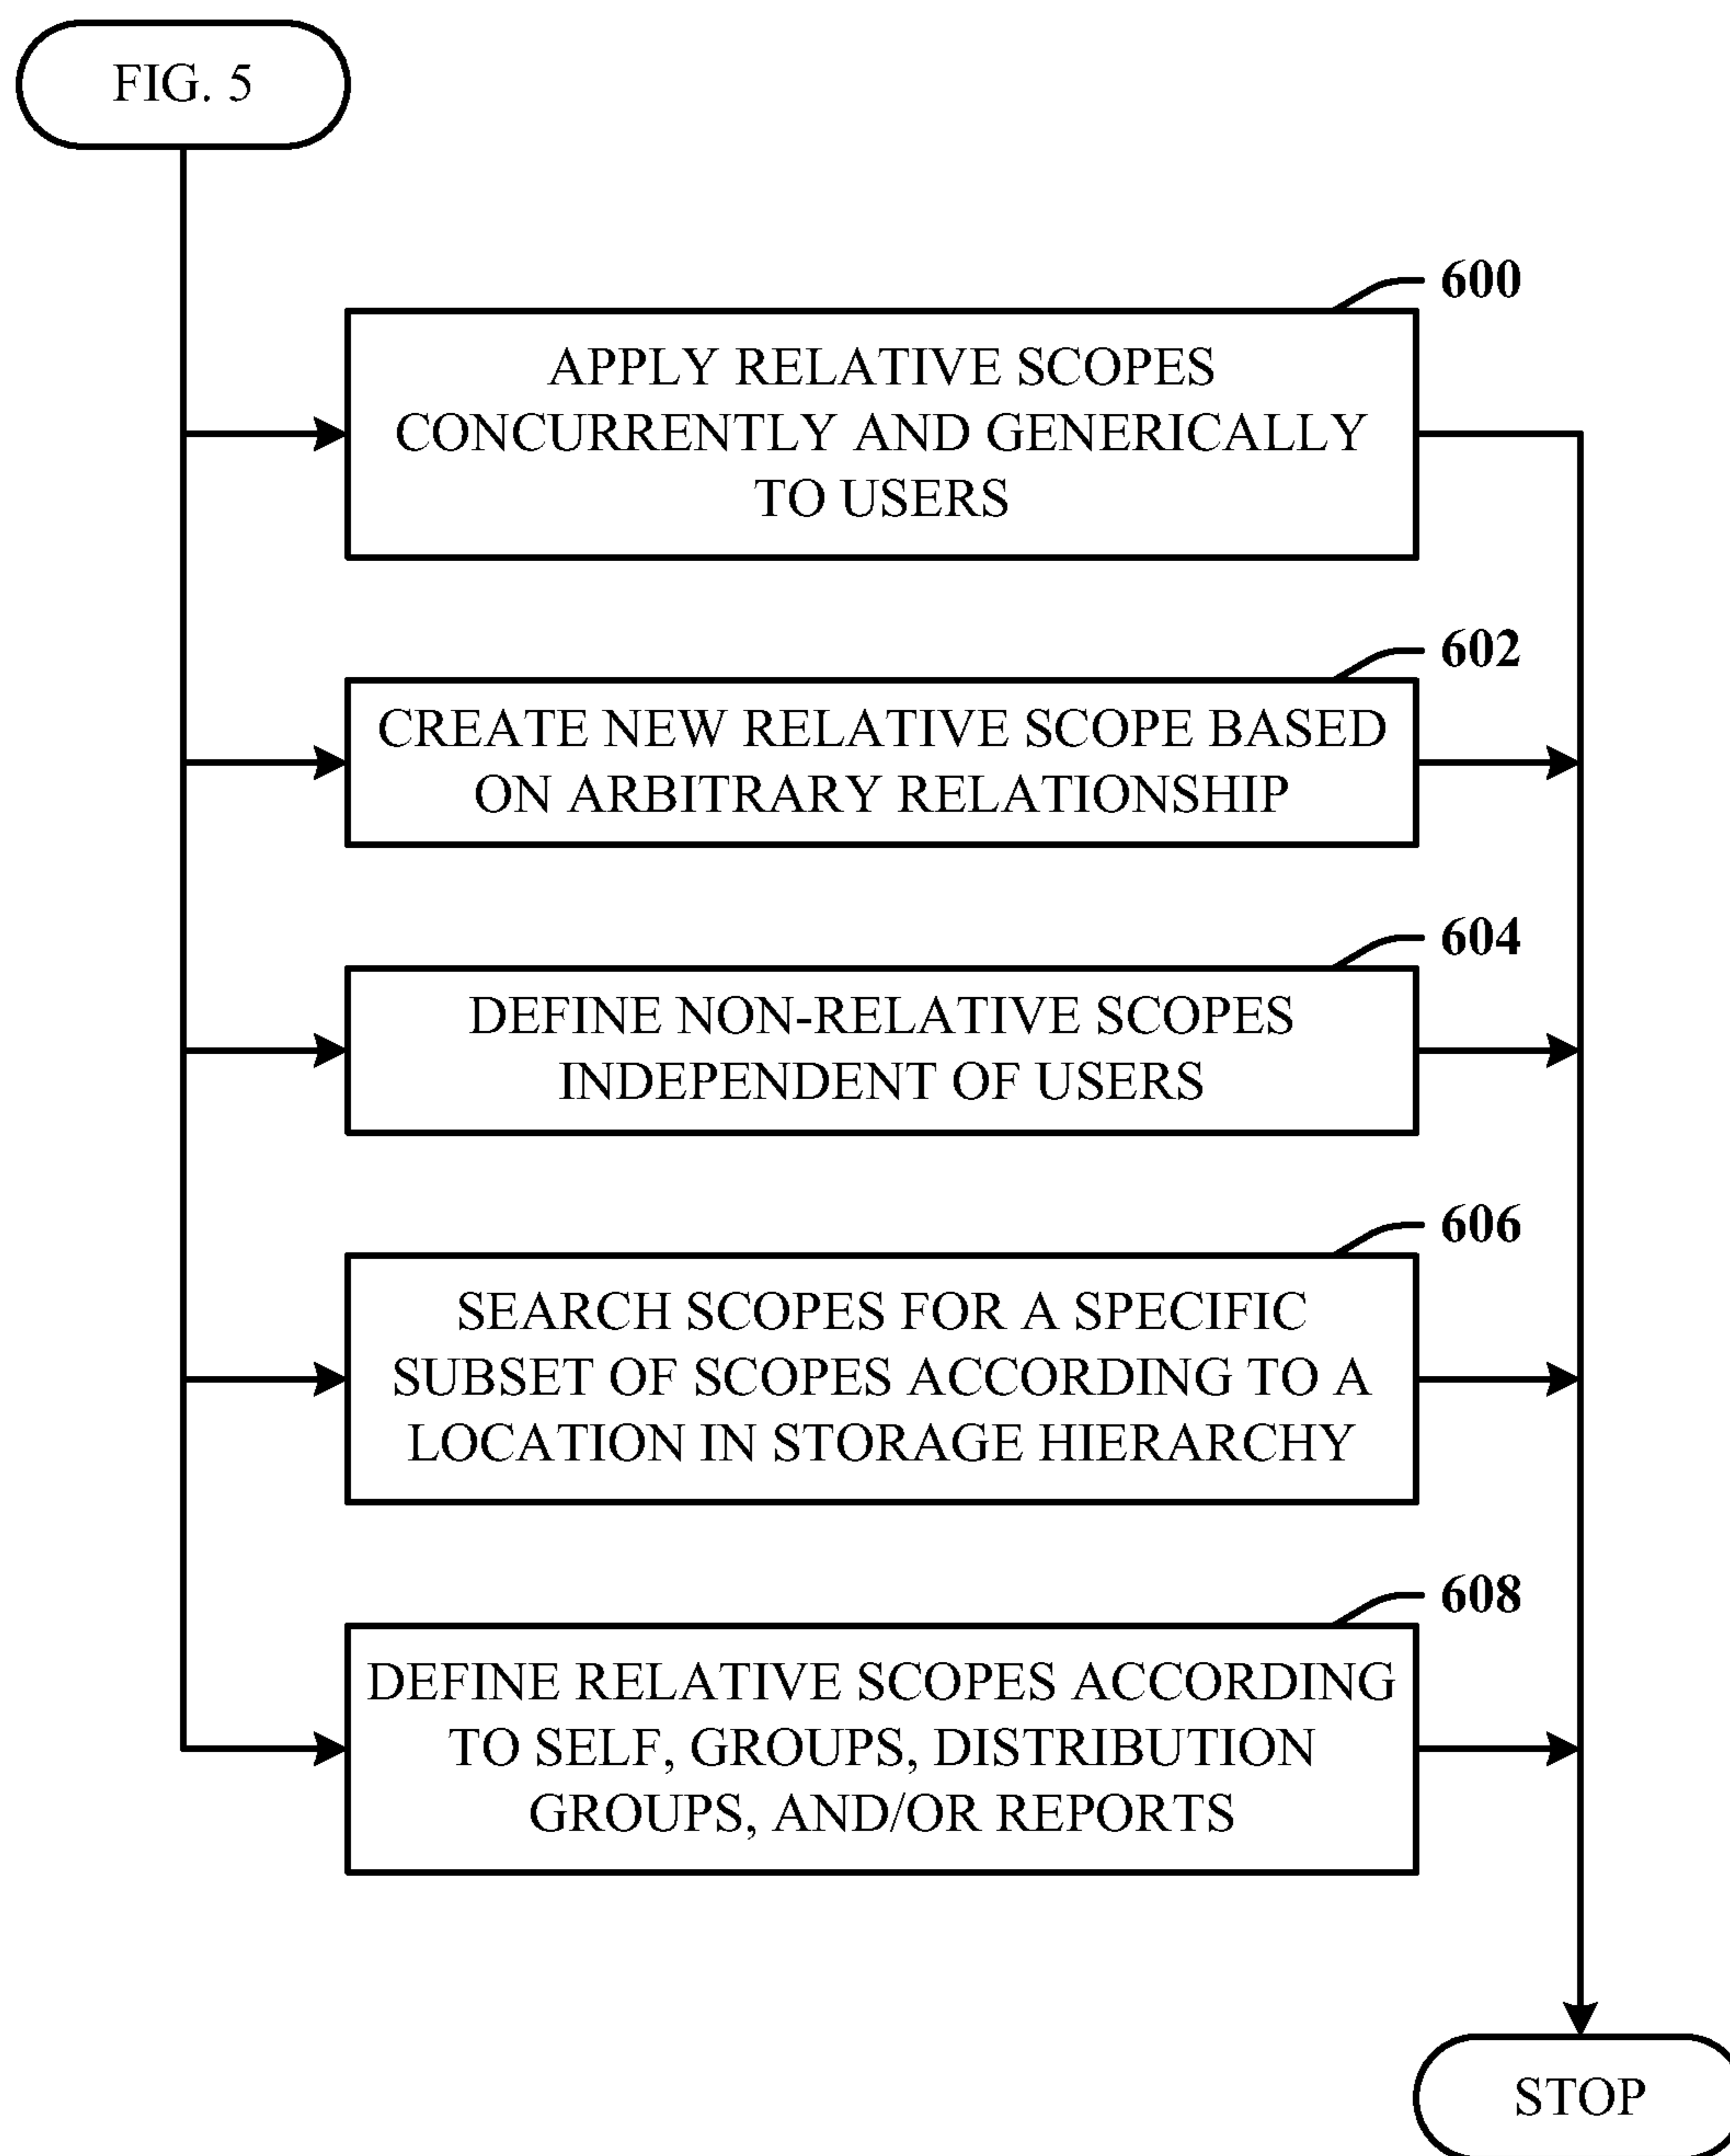 FIG. 5
600
APPLY RELATIVE SCOPES
CONCURRENTLY AND GENERICALLY
TO USERS
602
CREATE NEW RELATIVE SCOPE BASED
ON ARBITRARY RELATIONSHIP
604
DEFINE NON-RELATIVE SCOPES
INDEPENDENT OF USERS
606
SEARCH SCOPES FOR A SPECIFIC
SUBSET OF SCOPES ACCORDING TO A
LOCATION IN STORAGE HIERARCHY
608
DEFINE RELATIVE SCOPES ACCORDING
TO SELF, GROUPS, DISTRIBUTION
GROUPS, AND/OR REPORTS
STOP